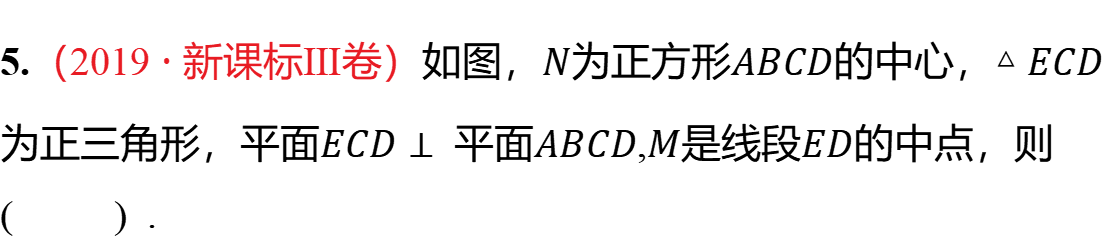 5.（2019·新课标III卷）如图，N为正方形ABCD的中心，△ ECD
为正三角形，平面ECD ⊥ 平面ABCD,M是线段ED的中点，则
(      ）.